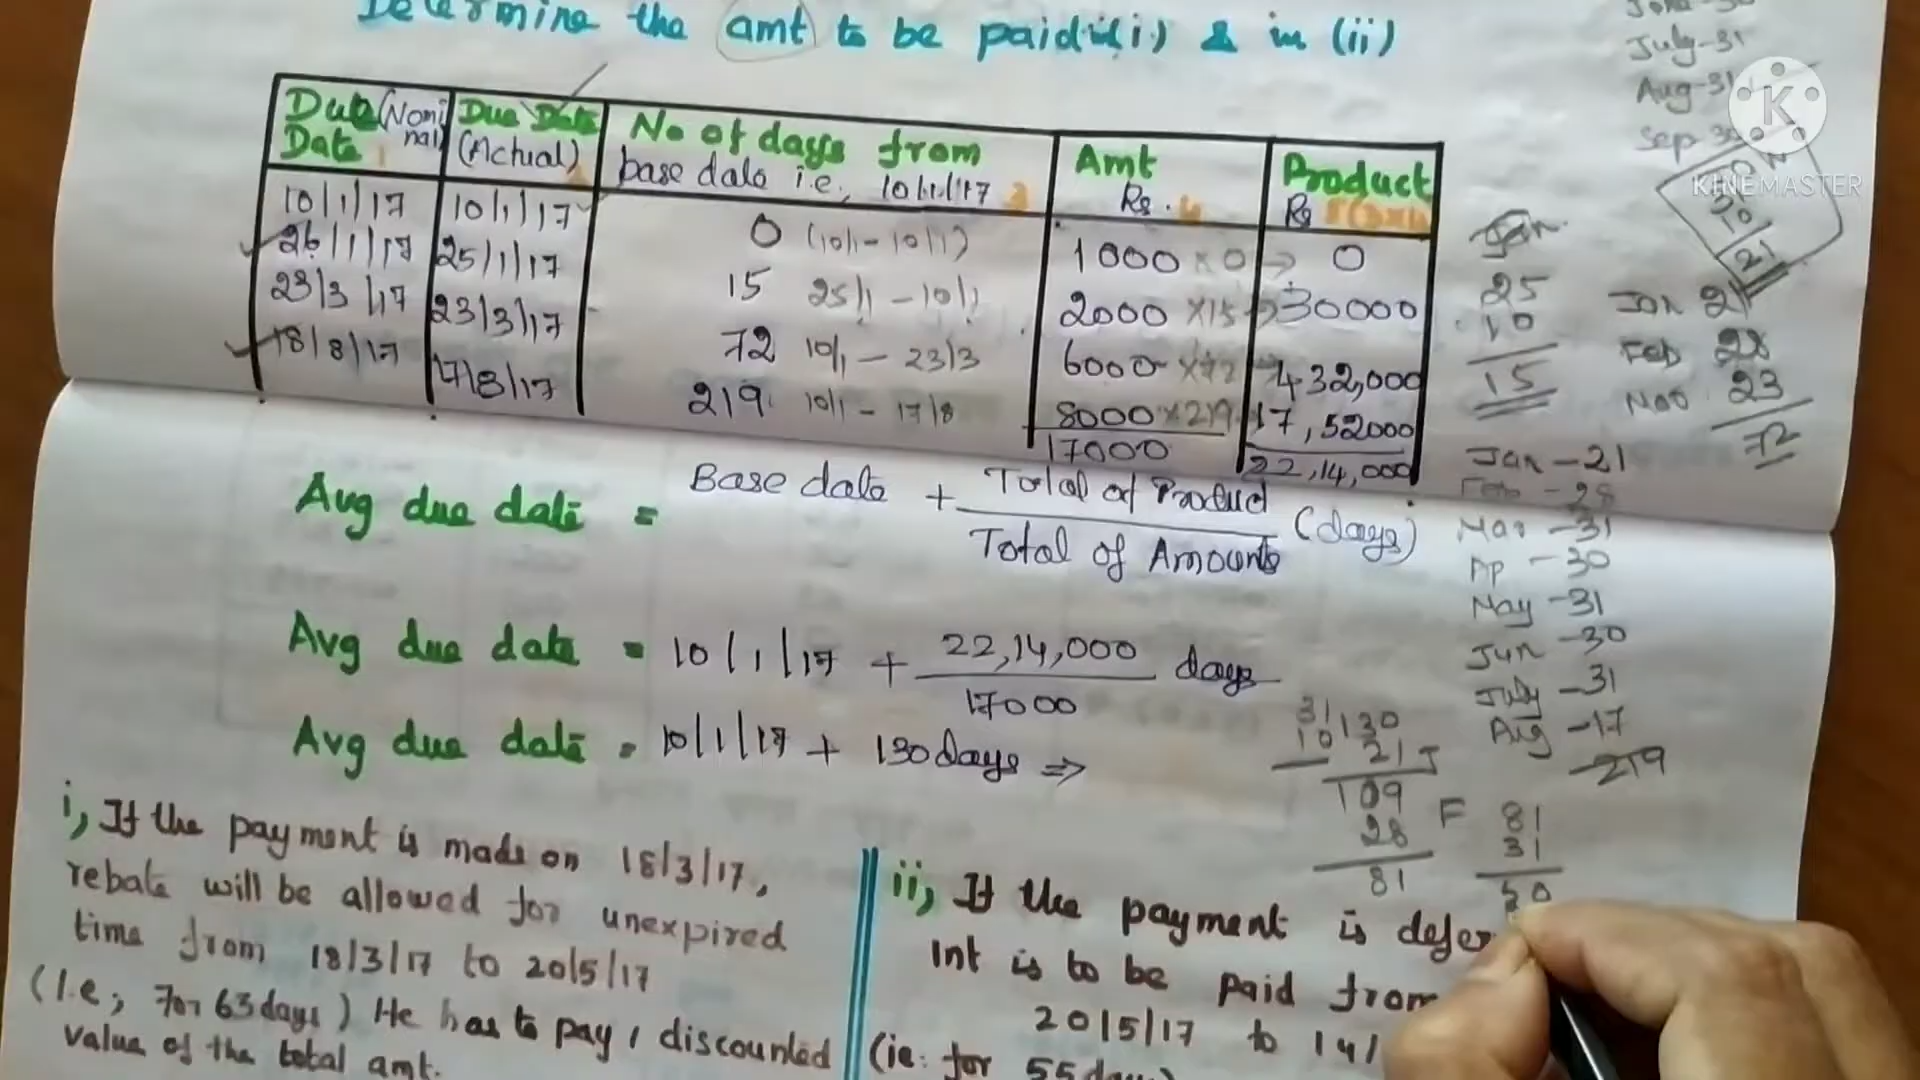 Determine the amt to be paid in (i) & in (ii)
Due (Nominal) Date
Due Date (Actual)
No of days from base date i.e., 10/1/17
Amt Rs.
Product Rs
10/1/17 10/1/17 0 (10/1-10/1) 1000 ×0 → 0
26/1/17 25/1/17 15 25/1 - 10/1 2000 ×15 → 30000
23/3/17 23/3/17 72 10/1 - 23/3 6000 ×72 432,000
18/8/17 17/8/17 219 10/1 - 17/8 8000 ×219 17,52000
17000 22,14,000
Avg due date = Base date + Total of Product / Total of Amounts (days)
Avg due date = 10/1/17 + 22,14,000 / 17000 days
Avg due date = 10/1/17 + 130 days ⇒
i, If the payment is made on 18/3/17,
rebate will be allowed for unexpired
time from 18/3/17 to 20/5/17
(I.e; for 63 days) He has to pay, discounted
value of the total amt.
ii, If the payment is defer
Int is to be paid from
20/5/17 to 14/
(ie: for 55 days)
July-31
Aug-31
Sep 30
KINEMASTER
K
Jan
25
10
15
Jan 21
Feb 28
Mar 23
72
Jan - 21
Feb - 28
Mar - 31
Ap - 30
May - 31
Jun - 30
July - 31
Aug - 17
219
31
10
130
21 J
109
28 F
81
81
31
50